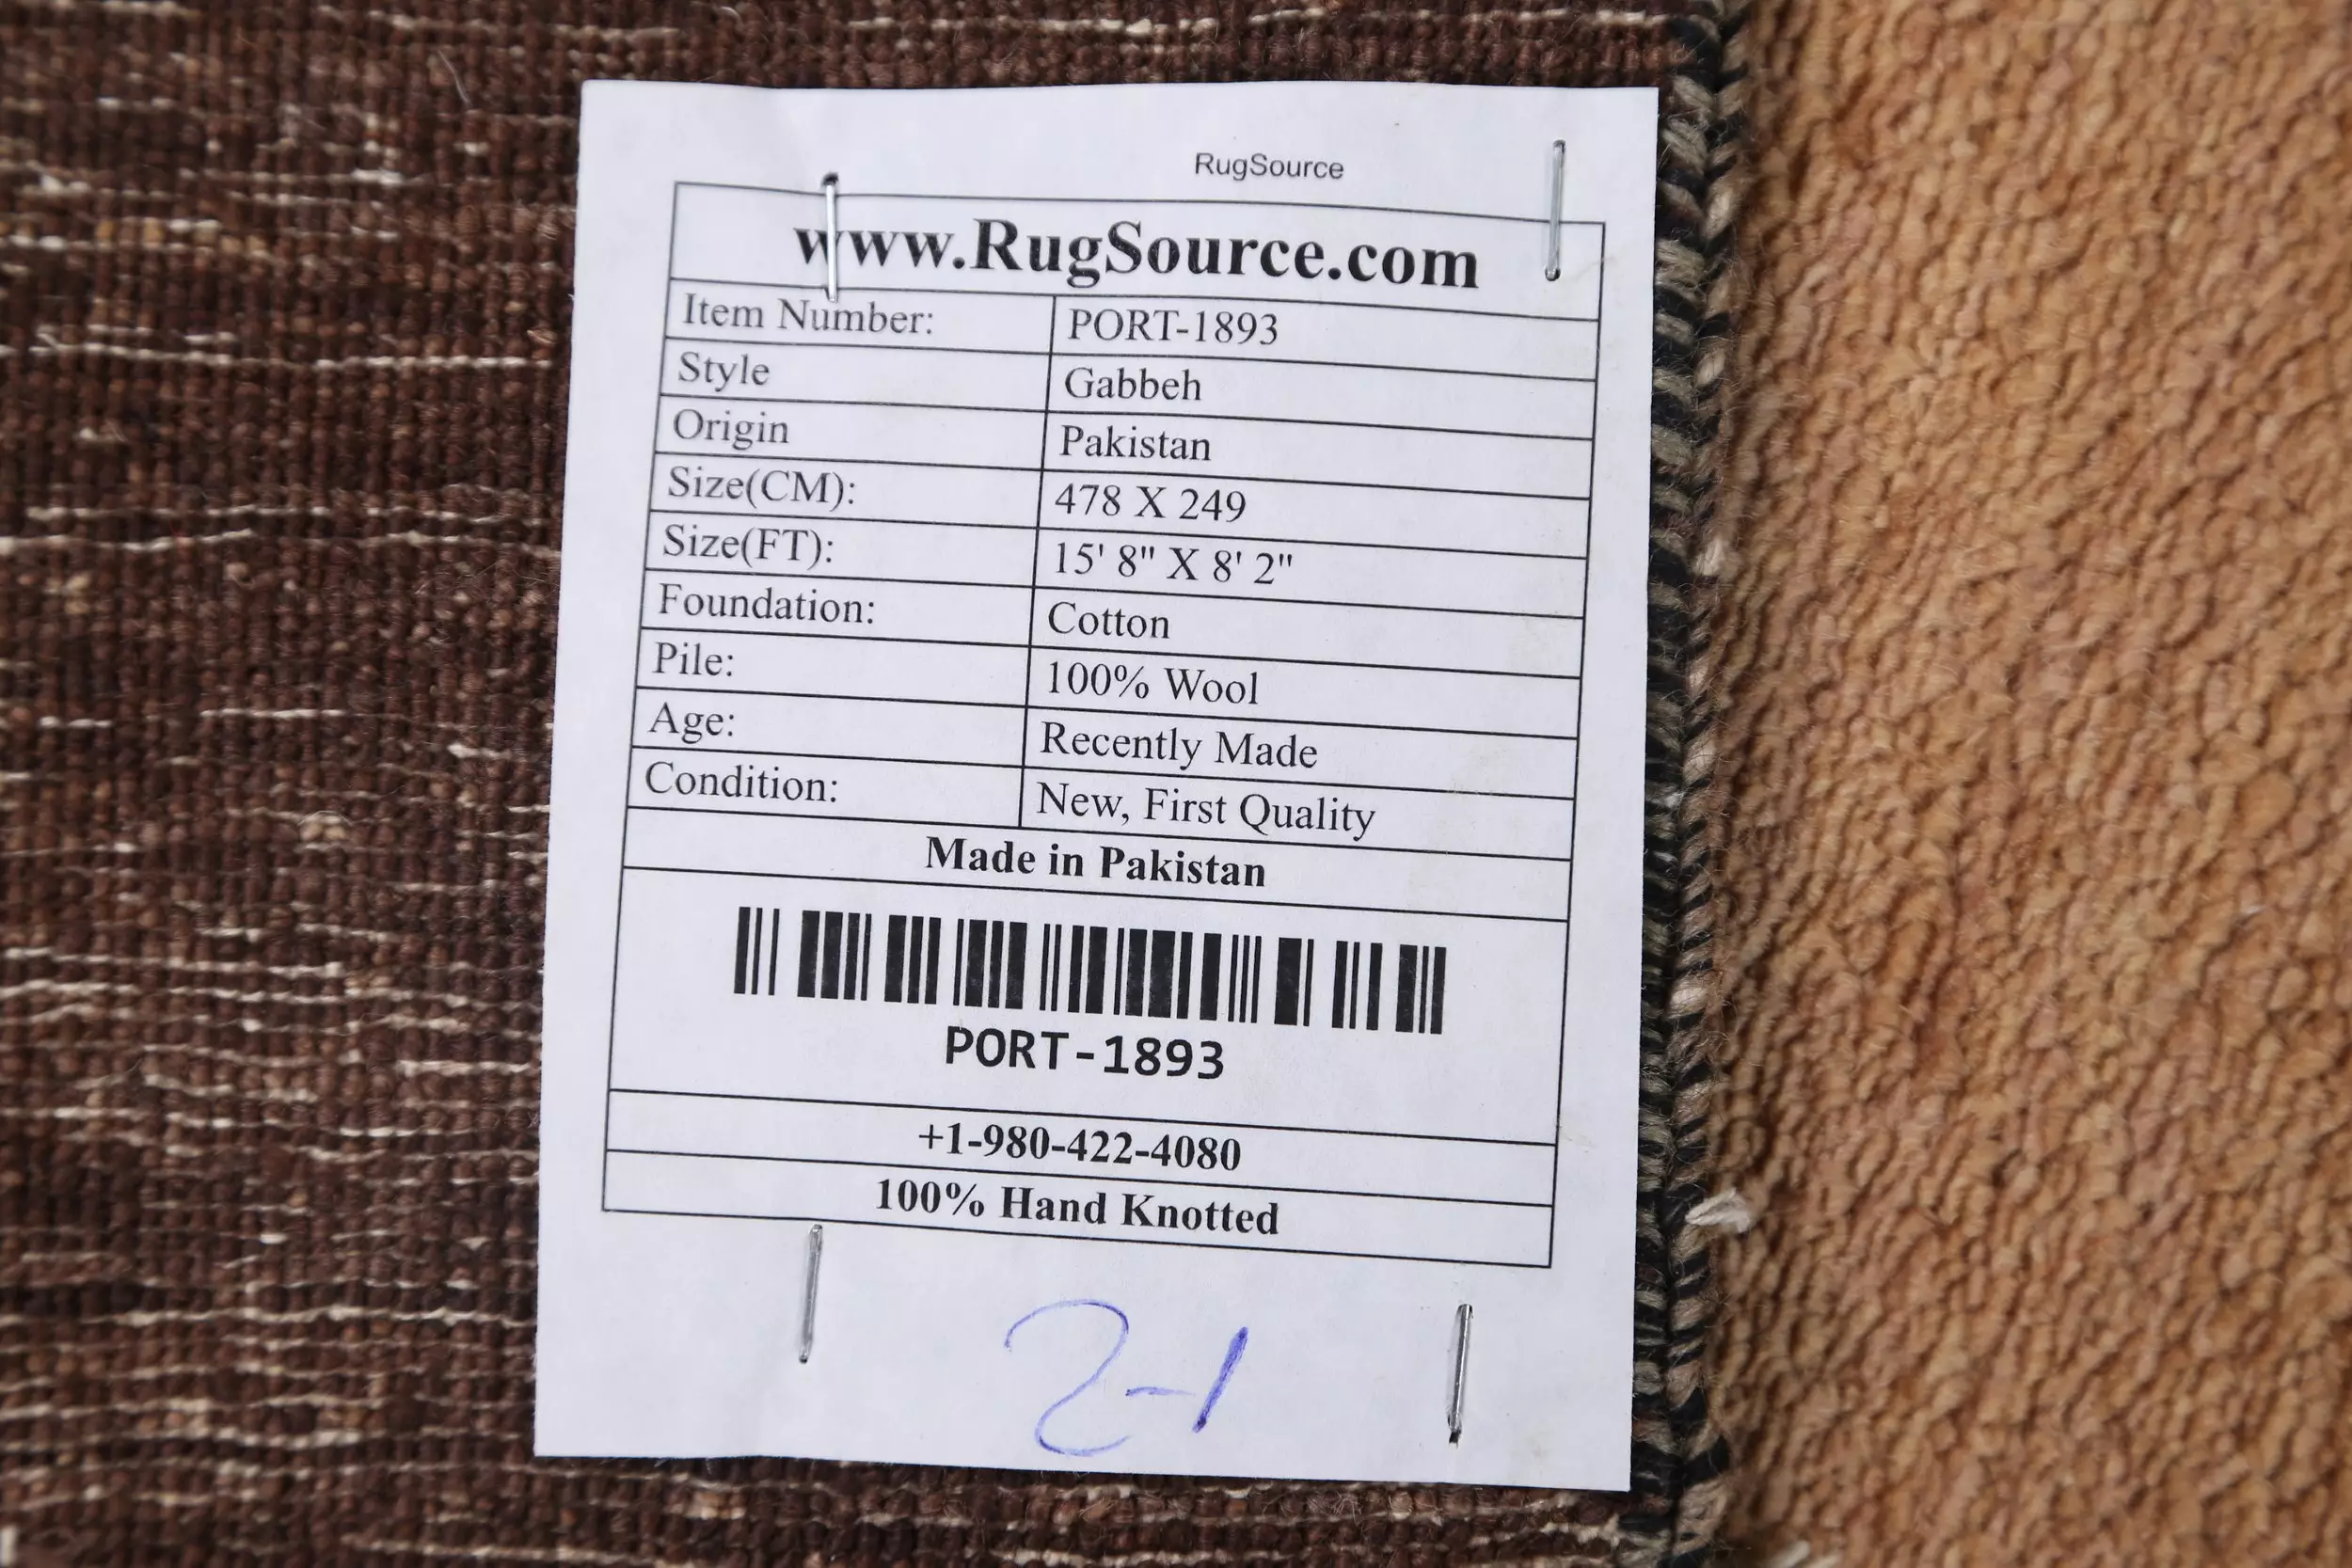 RugSource
www.RugSource.com
Item Number: PORT-1893
Style Gabbeh
Origin Pakistan
Size(CM): 478 X 249
Size(FT): 15' 8" X 8' 2"
Foundation: Cotton
Pile: 100% Wool
Age: Recently Made
Condition: New, First Quality
Made in Pakistan
PORT-1893
+1-980-422-4080
100% Hand Knotted
2-1